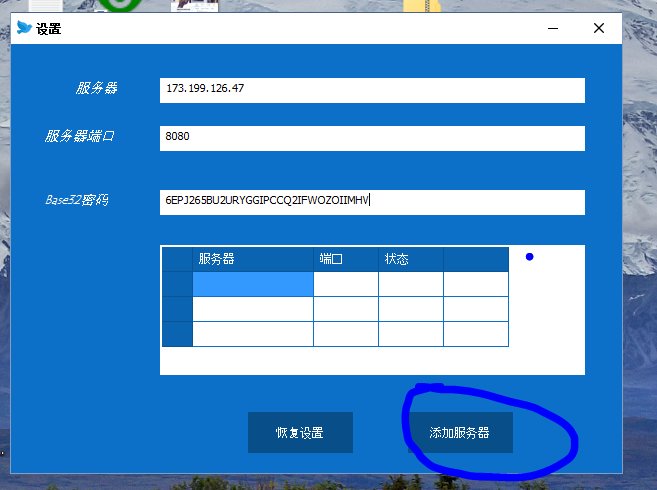 设置
服务器 173.199.126.47
服务器端口 8080
Base32密码 6EPJ265BU2URYGGIPCCQ2IFWOZOIIMHV
服务器 端口 状态
恢复设置 添加服务器